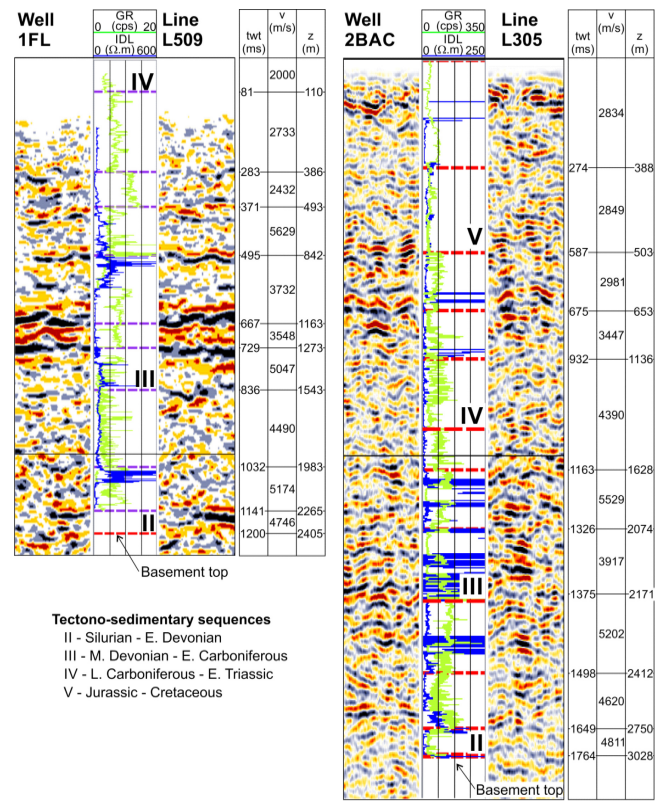 Well 1FL
GR
0 (cps) 20
IDL
0 (Ω.m) 600
Line L509
twt (ms)
v (m/s)
z (m)
IV
III
II
2000
81 110
2733
283 386
2432
371 493
5629
495 842
3732
667 1163
3548
729 1273
5047
836 1543
4490
1032 1983
5174
1141 2265
4746
1200 2405
Basement top
Tectono-sedimentary sequences
II - Silurian - E. Devonian
III - M. Devonian - E. Carboniferous
IV - L. Carboniferous - E. Triassic
V - Jurassic - Cretaceous
Well 2BAC
GR
0 (cps) 350
IDL
0 (Ω.m) 250
Line L305
twt (ms)
v (m/s)
z (m)
V
IV
III
II
2834
274 388
2849
587 503
2981
675 653
3447
932 1136
4390
1163 1628
5529
1326 2074
3917
1375 2171
5202
1498 2412
4620
1649 2750
4811
1764 3028
Basement top